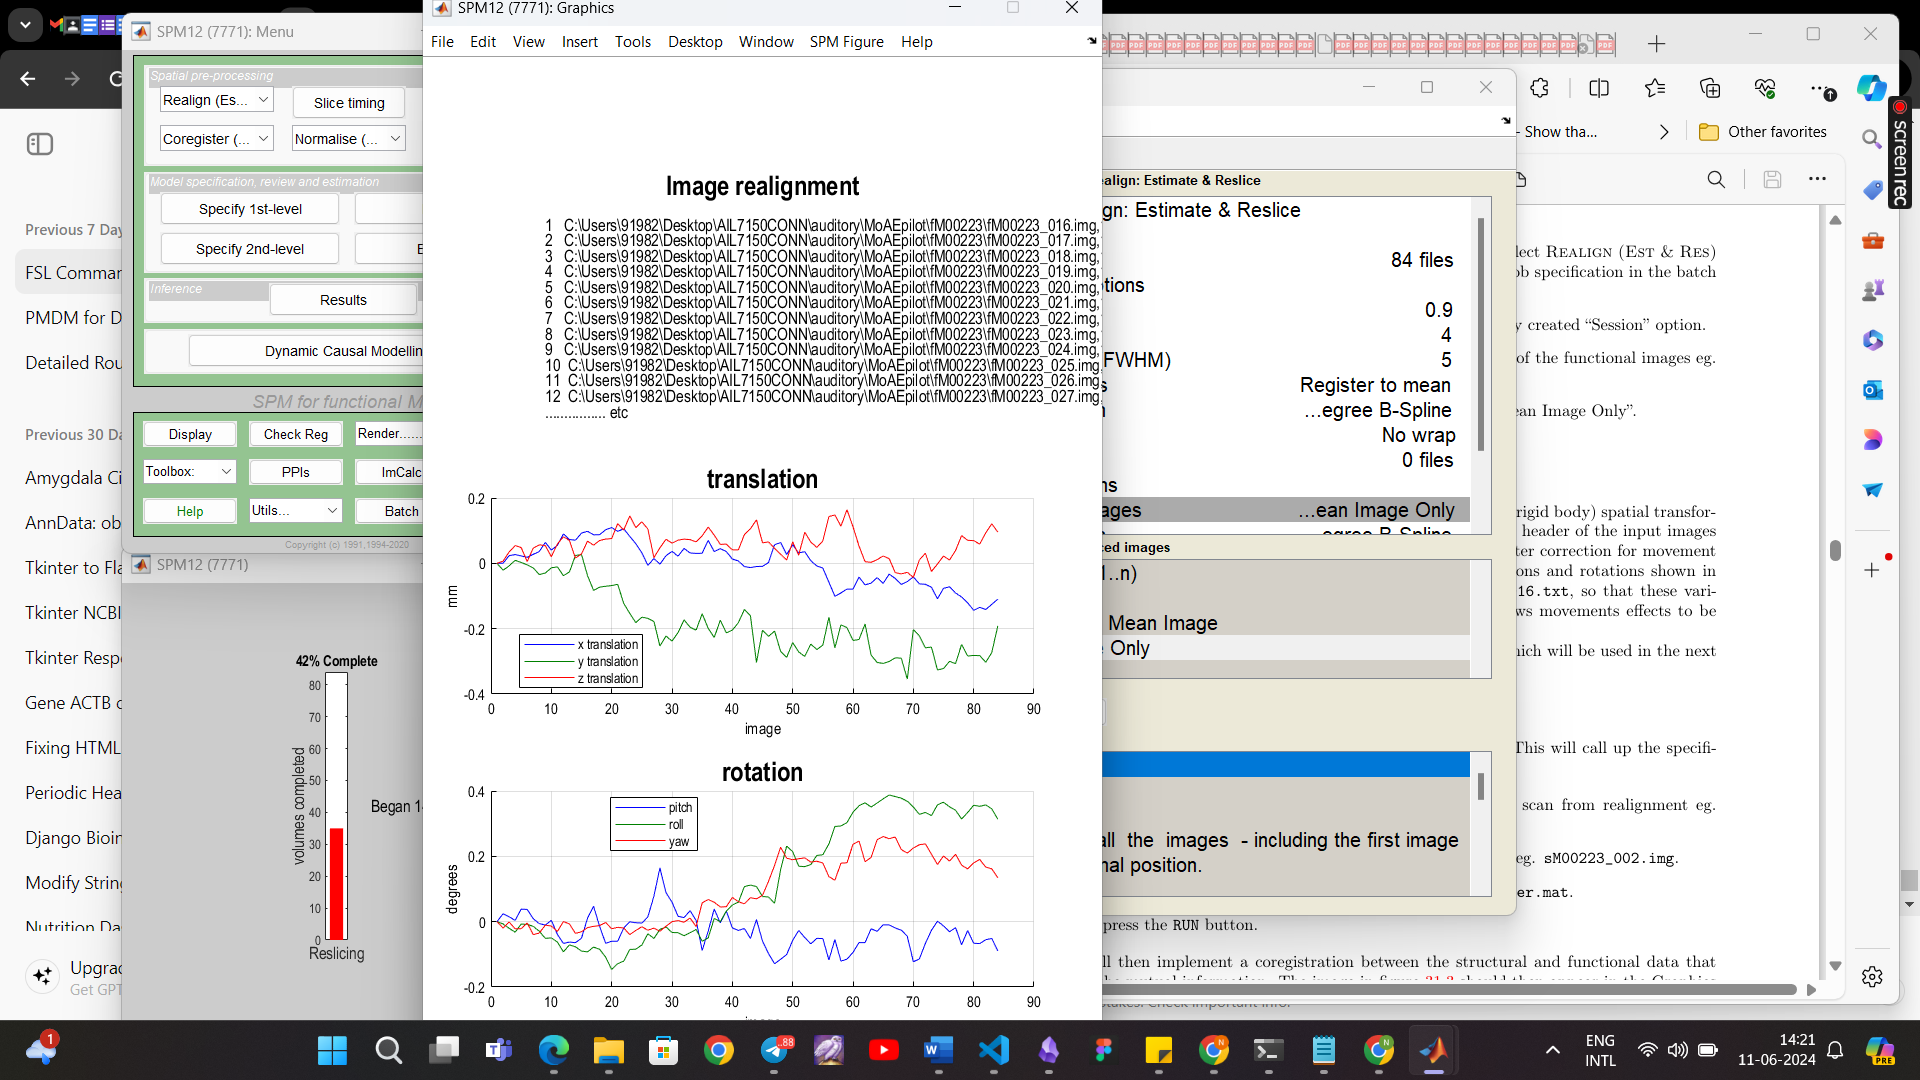 SPM12 (7771): Menu
Spatial pre-processing
Realign (Es...
Slice timing
Coregister (...
Normalise (...
Model specification, review and estimation
Specify 1st-level
Specify 2nd-level
Inference
Results
Dynamic Causal Modellin
SPM for functional M
Display
Check Reg
Render......
Toolbox:
PPIs
ImCalc
Help
Utils...
Batch
Copyright (c) 1991,1994-2020
SPM12 (7771)
42% Complete
80
70
60
50
40
30
20
10
0
volumes completed
Began 1
Reslicing
Previous 7 Day
FSL Comman
PMDM for D
Detailed Rou
Previous 30 Da
Amygdala Ci
AnnData: ob
Tkinter to Fla
Tkinter NCBI
Tkinter Resp
Gene ACTB c
Fixing HTML
Periodic Hea
Django Bioin
Modify String
Nutrition Da
Upgrad
Get GPT
SPM12 (7771): Graphics
File Edit View Insert Tools Desktop Window SPM Figure Help
Image realignment
1 C:\Users\91982\Desktop\AIL7150CONN\auditory\MoAEpilot\fM00223\fM00223_016.img,
2 C:\Users\91982\Desktop\AIL7150CONN\auditory\MoAEpilot\fM00223\fM00223_017.img,
3 C:\Users\91982\Desktop\AIL7150CONN\auditory\MoAEpilot\fM00223\fM00223_018.img,
4 C:\Users\91982\Desktop\AIL7150CONN\auditory\MoAEpilot\fM00223\fM00223_019.img,
5 C:\Users\91982\Desktop\AIL7150CONN\auditory\MoAEpilot\fM00223\fM00223_020.img,
6 C:\Users\91982\Desktop\AIL7150CONN\auditory\MoAEpilot\fM00223\fM00223_021.img,
7 C:\Users\91982\Desktop\AIL7150CONN\auditory\MoAEpilot\fM00223\fM00223_022.img,
8 C:\Users\91982\Desktop\AIL7150CONN\auditory\MoAEpilot\fM00223\fM00223_023.img,
9 C:\Users\91982\Desktop\AIL7150CONN\auditory\MoAEpilot\fM00223\fM00223_024.img,
10 C:\Users\91982\Desktop\AIL7150CONN\auditory\MoAEpilot\fM00223\fM00223_025.img,
11 C:\Users\91982\Desktop\AIL7150CONN\auditory\MoAEpilot\fM00223\fM00223_026.img,
12 C:\Users\91982\Desktop\AIL7150CONN\auditory\MoAEpilot\fM00223\fM00223_027.img,
................ etc
translation
0.2
0
-0.2
-0.4
mm
x translation
y translation
z translation
0 10 20 30 40 50 60 70 80 90
image
rotation
0.4
0.2
0
-0.2
degrees
pitch
roll
yaw
0 10 20 30 40 50 60 70 80 90
ealign: Estimate & Reslice
gn: Estimate & Reslice
84 files
tions
0.9
4
FWHM) 5
s Register to mean
n ...egree B-Spline
No wrap
0 files
ns
ages ...ean Image Only
...egree B-Spline
ced images
1..n)
Mean Image
e Only
all the images - including the first image
nal position.
- Show tha...
Other favorites
lect REALIGN (EST & RES)
ob specification in the batch
y created “Session” option.
of the functional images eg.
ean Image Only”.
rigid body) spatial transfor-
header of the input images
ter correction for movement
ons and rotations shown in
16.txt, so that these vari-
ws movements effects to be
hich will be used in the next
This will call up the specifi-
scan from realignment eg.
eg. sM00223_002.img.
er.mat.
press the RUN button.
ll then implement a coregistration between the structural and functional data that
screenrec
1
88
ENG
INTL
14:21
11-06-2024
PRE